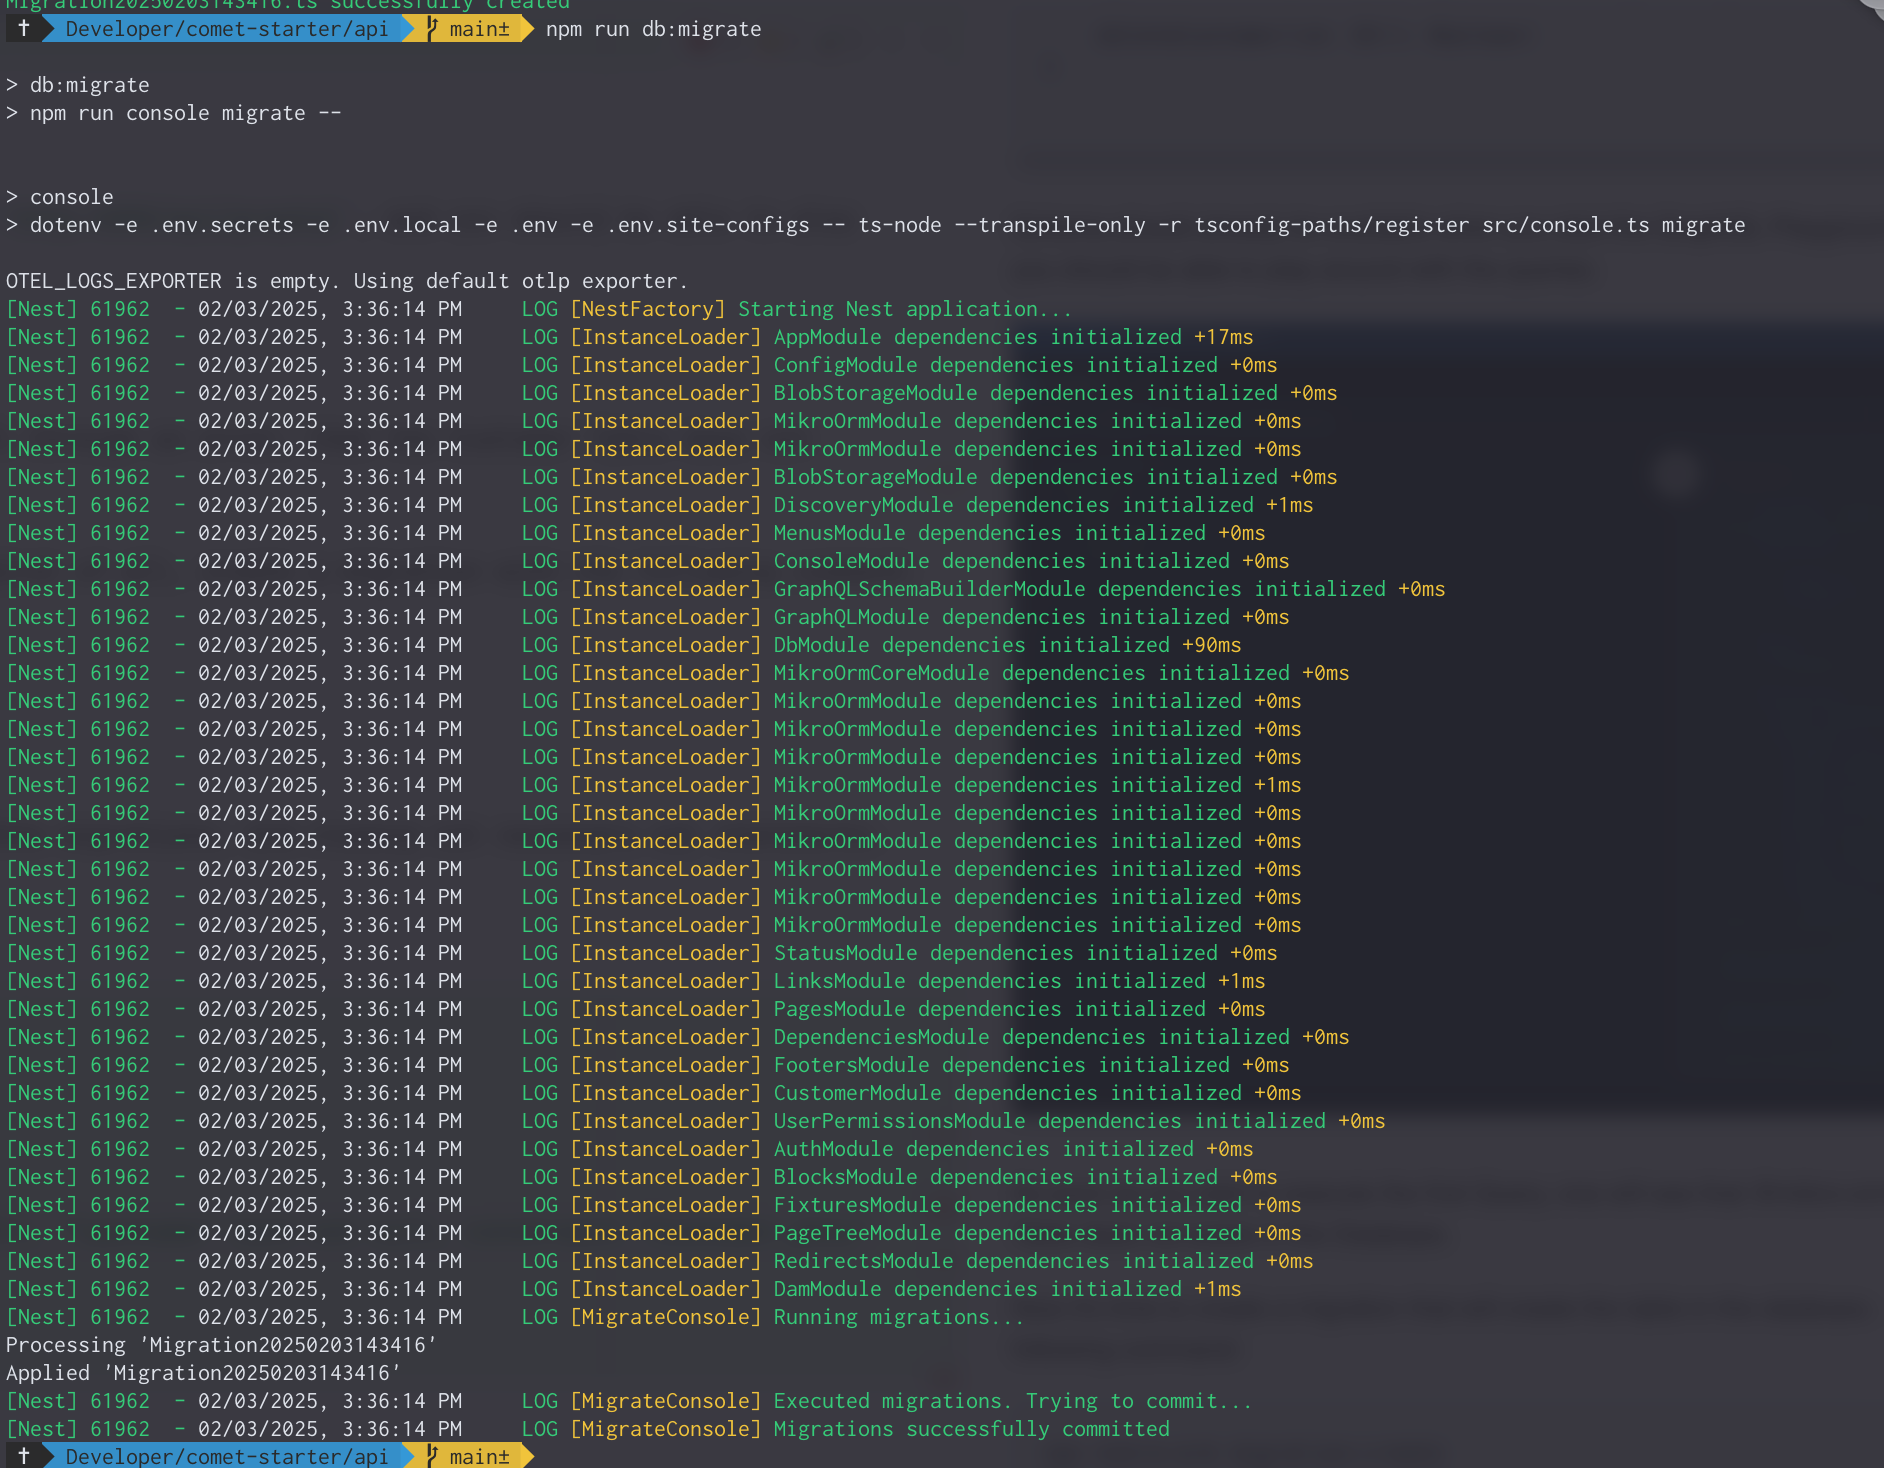 Migration20250203143416.ts successfully created
† Developer/comet-starter/api main± npm run db:migrate
> db:migrate
> npm run console migrate --
> console
> dotenv -e .env.secrets -e .env.local -e .env -e .env.site-configs -- ts-node --transpile-only -r tsconfig-paths/register src/console.ts migrate
OTEL_LOGS_EXPORTER is empty. Using default otlp exporter.
[Nest] 61962  - 02/03/2025, 3:36:14 PM     LOG [NestFactory] Starting Nest application...
[Nest] 61962  - 02/03/2025, 3:36:14 PM     LOG [InstanceLoader] AppModule dependencies initialized +17ms
[Nest] 61962  - 02/03/2025, 3:36:14 PM     LOG [InstanceLoader] ConfigModule dependencies initialized +0ms
[Nest] 61962  - 02/03/2025, 3:36:14 PM     LOG [InstanceLoader] BlobStorageModule dependencies initialized +0ms
[Nest] 61962  - 02/03/2025, 3:36:14 PM     LOG [InstanceLoader] MikroOrmModule dependencies initialized +0ms
[Nest] 61962  - 02/03/2025, 3:36:14 PM     LOG [InstanceLoader] MikroOrmModule dependencies initialized +0ms
[Nest] 61962  - 02/03/2025, 3:36:14 PM     LOG [InstanceLoader] BlobStorageModule dependencies initialized +0ms
[Nest] 61962  - 02/03/2025, 3:36:14 PM     LOG [InstanceLoader] DiscoveryModule dependencies initialized +1ms
[Nest] 61962  - 02/03/2025, 3:36:14 PM     LOG [InstanceLoader] MenusModule dependencies initialized +0ms
[Nest] 61962  - 02/03/2025, 3:36:14 PM     LOG [InstanceLoader] ConsoleModule dependencies initialized +0ms
[Nest] 61962  - 02/03/2025, 3:36:14 PM     LOG [InstanceLoader] GraphQLSchemaBuilderModule dependencies initialized +0ms
[Nest] 61962  - 02/03/2025, 3:36:14 PM     LOG [InstanceLoader] GraphQLModule dependencies initialized +0ms
[Nest] 61962  - 02/03/2025, 3:36:14 PM     LOG [InstanceLoader] DbModule dependencies initialized +90ms
[Nest] 61962  - 02/03/2025, 3:36:14 PM     LOG [InstanceLoader] MikroOrmCoreModule dependencies initialized +0ms
[Nest] 61962  - 02/03/2025, 3:36:14 PM     LOG [InstanceLoader] MikroOrmModule dependencies initialized +0ms
[Nest] 61962  - 02/03/2025, 3:36:14 PM     LOG [InstanceLoader] MikroOrmModule dependencies initialized +0ms
[Nest] 61962  - 02/03/2025, 3:36:14 PM     LOG [InstanceLoader] MikroOrmModule dependencies initialized +0ms
[Nest] 61962  - 02/03/2025, 3:36:14 PM     LOG [InstanceLoader] MikroOrmModule dependencies initialized +1ms
[Nest] 61962  - 02/03/2025, 3:36:14 PM     LOG [InstanceLoader] MikroOrmModule dependencies initialized +0ms
[Nest] 61962  - 02/03/2025, 3:36:14 PM     LOG [InstanceLoader] MikroOrmModule dependencies initialized +0ms
[Nest] 61962  - 02/03/2025, 3:36:14 PM     LOG [InstanceLoader] MikroOrmModule dependencies initialized +0ms
[Nest] 61962  - 02/03/2025, 3:36:14 PM     LOG [InstanceLoader] MikroOrmModule dependencies initialized +0ms
[Nest] 61962  - 02/03/2025, 3:36:14 PM     LOG [InstanceLoader] MikroOrmModule dependencies initialized +0ms
[Nest] 61962  - 02/03/2025, 3:36:14 PM     LOG [InstanceLoader] StatusModule dependencies initialized +0ms
[Nest] 61962  - 02/03/2025, 3:36:14 PM     LOG [InstanceLoader] LinksModule dependencies initialized +1ms
[Nest] 61962  - 02/03/2025, 3:36:14 PM     LOG [InstanceLoader] PagesModule dependencies initialized +0ms
[Nest] 61962  - 02/03/2025, 3:36:14 PM     LOG [InstanceLoader] DependenciesModule dependencies initialized +0ms
[Nest] 61962  - 02/03/2025, 3:36:14 PM     LOG [InstanceLoader] FootersModule dependencies initialized +0ms
[Nest] 61962  - 02/03/2025, 3:36:14 PM     LOG [InstanceLoader] CustomerModule dependencies initialized +0ms
[Nest] 61962  - 02/03/2025, 3:36:14 PM     LOG [InstanceLoader] UserPermissionsModule dependencies initialized +0ms
[Nest] 61962  - 02/03/2025, 3:36:14 PM     LOG [InstanceLoader] AuthModule dependencies initialized +0ms
[Nest] 61962  - 02/03/2025, 3:36:14 PM     LOG [InstanceLoader] BlocksModule dependencies initialized +0ms
[Nest] 61962  - 02/03/2025, 3:36:14 PM     LOG [InstanceLoader] FixturesModule dependencies initialized +0ms
[Nest] 61962  - 02/03/2025, 3:36:14 PM     LOG [InstanceLoader] PageTreeModule dependencies initialized +0ms
[Nest] 61962  - 02/03/2025, 3:36:14 PM     LOG [InstanceLoader] RedirectsModule dependencies initialized +0ms
[Nest] 61962  - 02/03/2025, 3:36:14 PM     LOG [InstanceLoader] DamModule dependencies initialized +1ms
[Nest] 61962  - 02/03/2025, 3:36:14 PM     LOG [MigrateConsole] Running migrations...
Processing 'Migration20250203143416'
Applied 'Migration20250203143416'
[Nest] 61962  - 02/03/2025, 3:36:14 PM     LOG [MigrateConsole] Executed migrations. Trying to commit...
[Nest] 61962  - 02/03/2025, 3:36:14 PM     LOG [MigrateConsole] Migrations successfully committed
† Developer/comet-starter/api main±